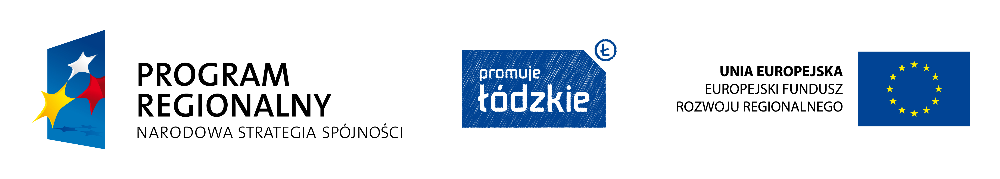 PROGRAM
REGIONALNY
NARODOWA STRATEGIA SPÓJNOŚCI
Ł
promuje
łódzkie
UNIA EUROPEJSKA
EUROPEJSKI FUNDUSZ
ROZWOJU REGIONALNEGO